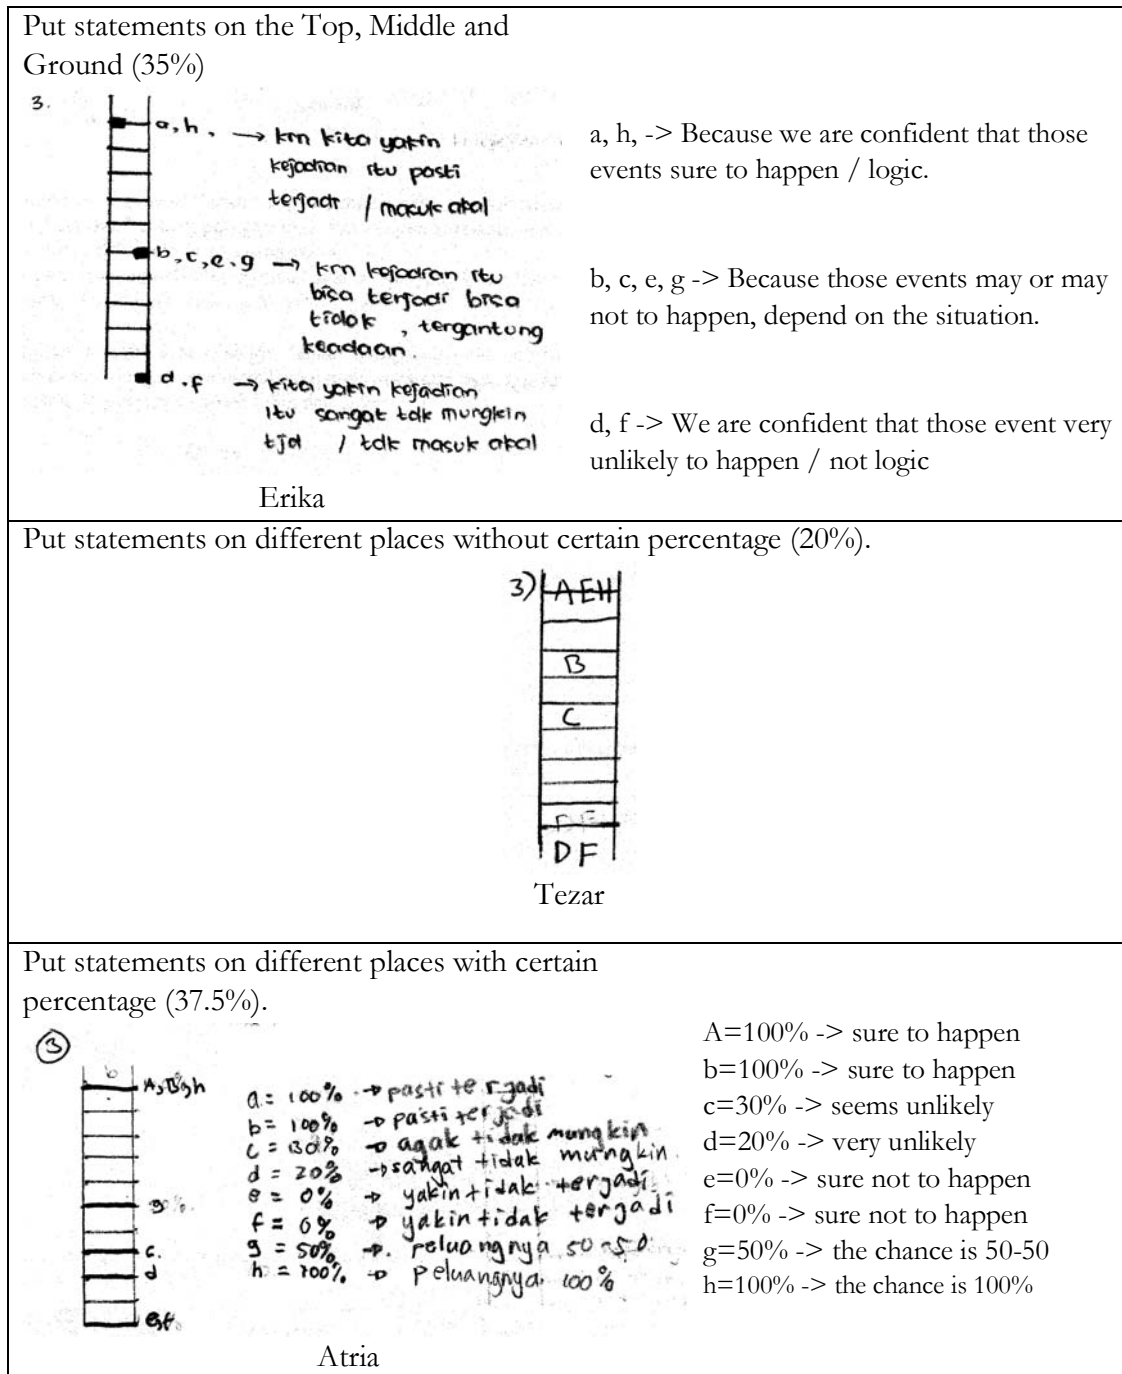 Put statements on the Top, Middle and
Ground (35%)
3.
a, h, → krn kita yakin
kejadian itu pasti
terjadi / masuk akal
b, c, e, g → krn kejadian itu
bisa terjadi bisa
tidak , tergantung
keadaan
d, f → kita yakin kejadian
itu sangat tdk mungkin
tjd / tdk masuk akal
a, h, -> Because we are confident that those
events sure to happen / logic.
b, c, e, g -> Because those events may or may
not to happen, depend on the situation.
d, f -> We are confident that those event very
unlikely to happen / not logic
Erika
Put statements on different places without certain percentage (20%).
3) AEH
B
C
DF
Tezar
Put statements on different places with certain
percentage (37.5%).
3
b
A, B, h
g
c.
d
e, f
a = 100% → pasti terjadi
b = 100% → pasti terjadi
c = 30% → agak tidak mungkin
d = 20% → sangat tidak mungkin
e = 0% → yakin tidak terjadi
f = 0% → yakin tidak terjadi
g = 50% → peluangnya 50-50
h = 100% → peluangnya 100%
A=100% -> sure to happen
b=100% -> sure to happen
c=30% -> seems unlikely
d=20% -> very unlikely
e=0% -> sure not to happen
f=0% -> sure not to happen
g=50% -> the chance is 50-50
h=100% -> the chance is 100%
Atria